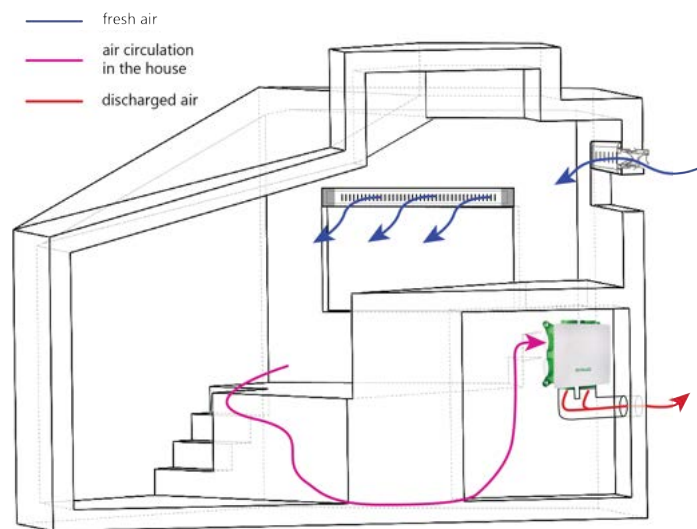 fresh air
air circulation
in the house
discharged air